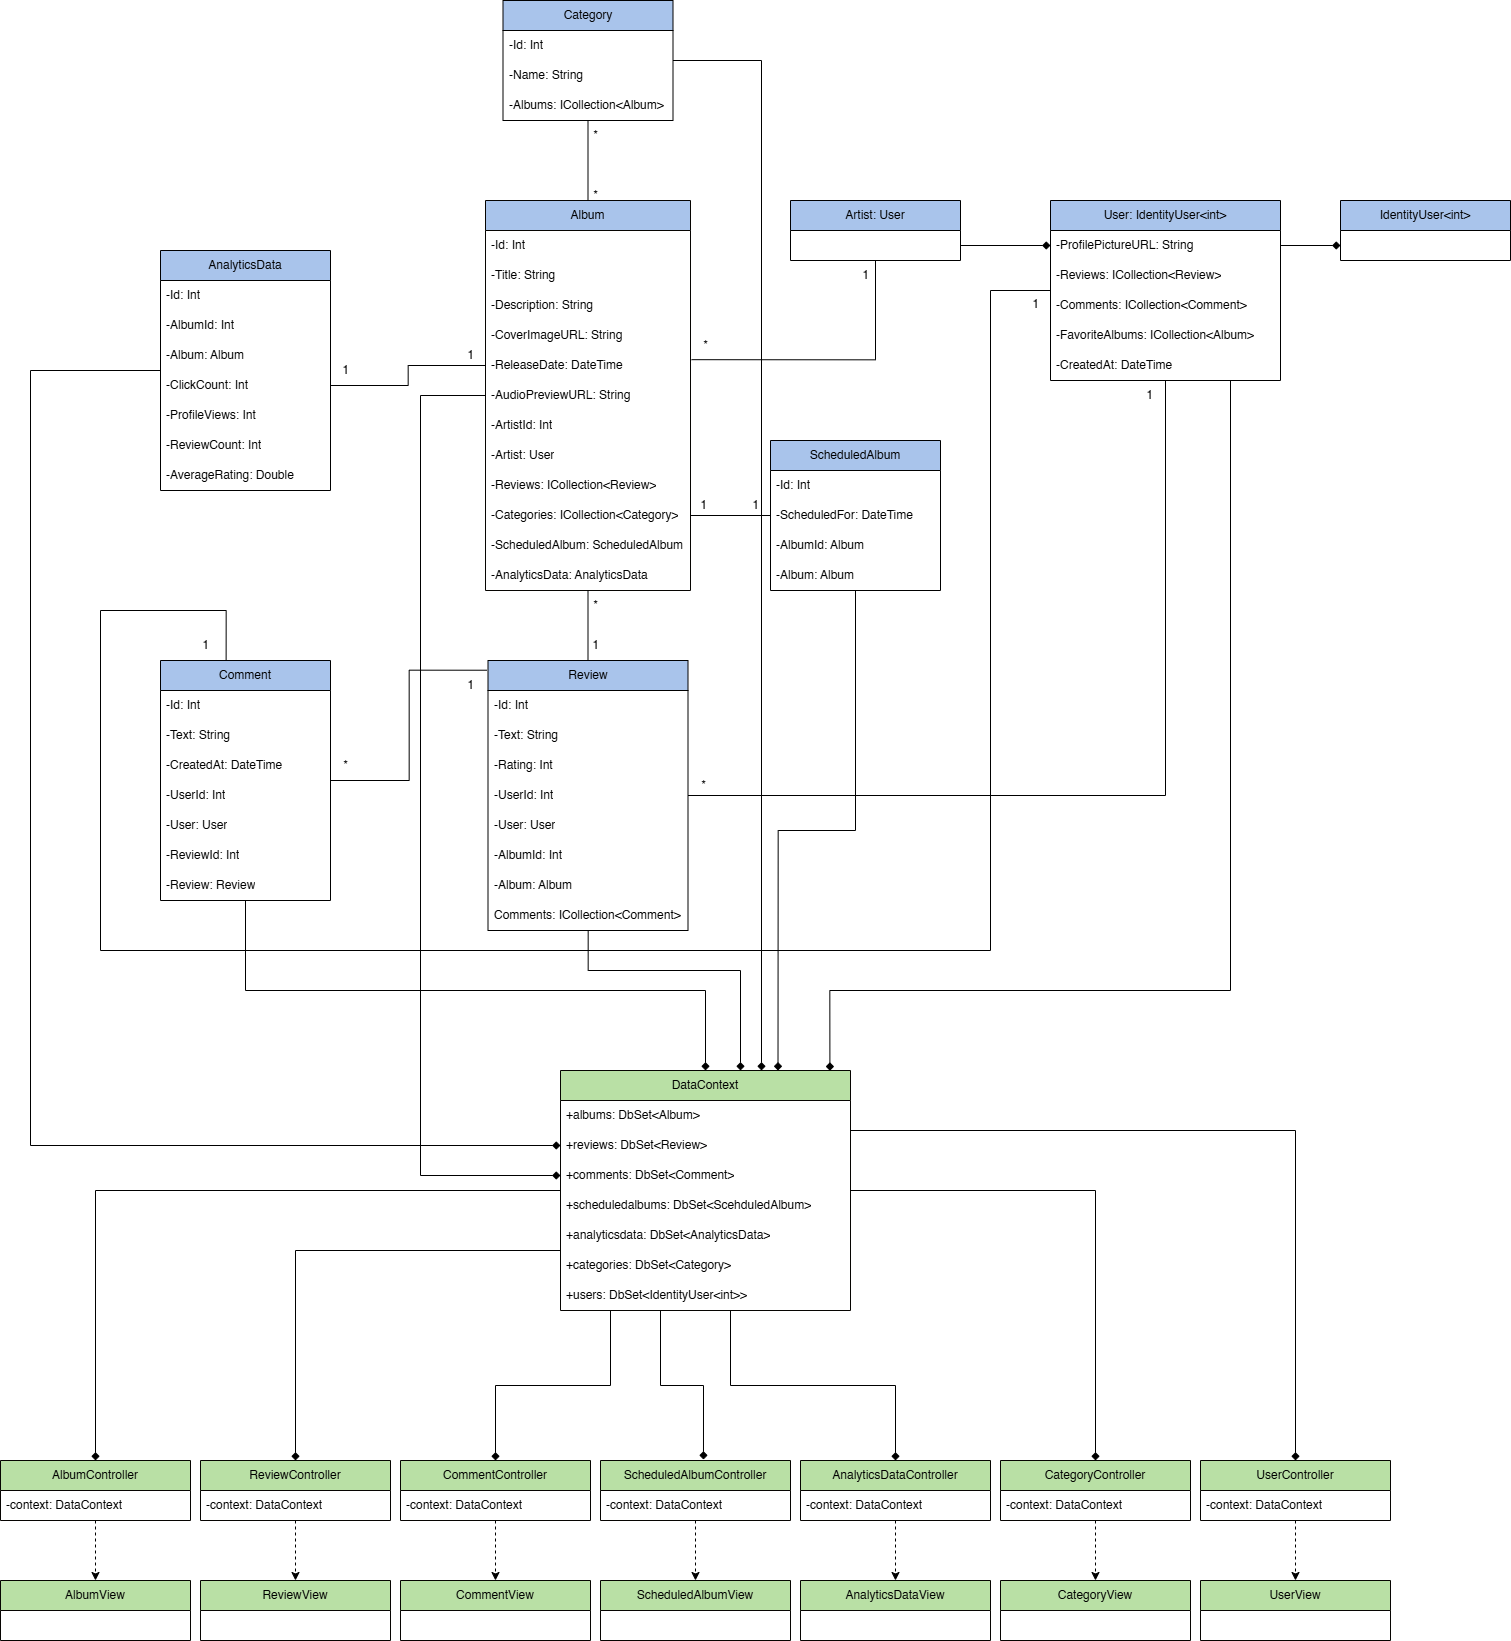 Category
-Id: Int
-Name: String
-Albums: ICollection<Album>
*
*
Album
-Id: Int
-Title: String
-Description: String
-CoverImageURL: String
-ReleaseDate: DateTime
-AudioPreviewURL: String
-ArtistId: Int
-Artist: User
-Reviews: ICollection<Review>
-Categories: ICollection<Category>
-ScheduledAlbum: ScheduledAlbum
-AnalyticsData: AnalyticsData
Artist: User
1
*
User: IdentityUser<int>
-ProfilePictureURL: String
-Reviews: ICollection<Review>
-Comments: ICollection<Comment>
-FavoriteAlbums: ICollection<Album>
-CreatedAt: DateTime
1
1
IdentityUser<int>
AnalyticsData
-Id: Int
-AlbumId: Int
-Album: Album
-ClickCount: Int
-ProfileViews: Int
-ReviewCount: Int
-AverageRating: Double
1
1
ScheduledAlbum
-Id: Int
-ScheduledFor: DateTime
-AlbumId: Album
-Album: Album
1
1
*
1
1
Comment
-Id: Int
-Text: String
-CreatedAt: DateTime
-UserId: Int
-User: User
-ReviewId: Int
-Review: Review
*
1
Review
-Id: Int
-Text: String
-Rating: Int
-UserId: Int
-User: User
-AlbumId: Int
-Album: Album
Comments: ICollection<Comment>
*
DataContext
+albums: DbSet<Album>
+reviews: DbSet<Review>
+comments: DbSet<Comment>
+scheduledalbums: DbSet<ScehduledAlbum>
+analyticsdata: DbSet<AnalyticsData>
+categories: DbSet<Category>
+users: DbSet<IdentityUser<int>>
AlbumController
-context: DataContext
ReviewController
-context: DataContext
CommentController
-context: DataContext
ScheduledAlbumController
-context: DataContext
AnalyticsDataController
-context: DataContext
CategoryController
-context: DataContext
UserController
-context: DataContext
AlbumView
ReviewView
CommentView
ScheduledAlbumView
AnalyticsDataView
CategoryView
UserView